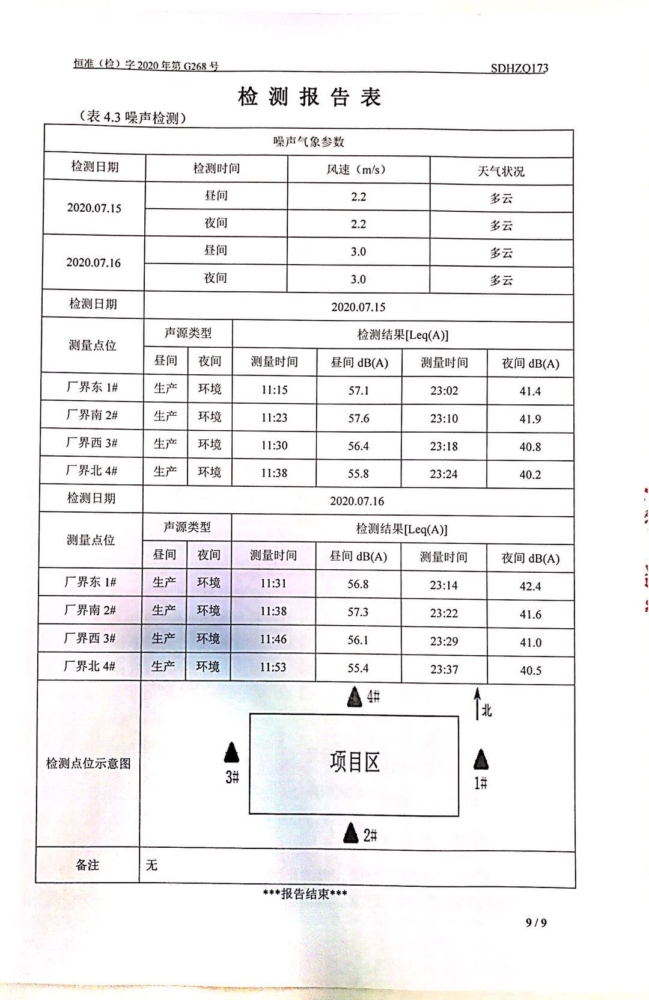 恒准（检）字 2020 年第 G268 号 SDHZQ173
检测报告表
（表 4.3 噪声检测）
噪声气象参数
检测日期 检测时间 风速（m/s） 天气状况
2020.07.15 昼间 2.2 多云
夜间 2.2 多云
2020.07.16 昼间 3.0 多云
夜间 3.0 多云
检测日期 2020.07.15
测量点位 声源类型 检测结果[Leq(A)]
昼间 夜间 测量时间 昼间 dB(A) 测量时间 夜间 dB(A)
厂界东 1# 生产 环境 11:15 57.1 23:02 41.4
厂界南 2# 生产 环境 11:23 57.6 23:10 41.9
厂界西 3# 生产 环境 11:30 56.4 23:18 40.8
厂界北 4# 生产 环境 11:38 55.8 23:24 40.2
检测日期 2020.07.16
测量点位 声源类型 检测结果[Leq(A)]
昼间 夜间 测量时间 昼间 dB(A) 测量时间 夜间 dB(A)
厂界东 1# 生产 环境 11:31 56.8 23:14 42.4
厂界南 2# 生产 环境 11:38 57.3 23:22 41.6
厂界西 3# 生产 环境 11:46 56.1 23:29 41.0
厂界北 4# 生产 环境 11:53 55.4 23:37 40.5
检测点位示意图
4#
北
项目区
3#
1#
2#
备注 无
***报告结束***
9 / 9